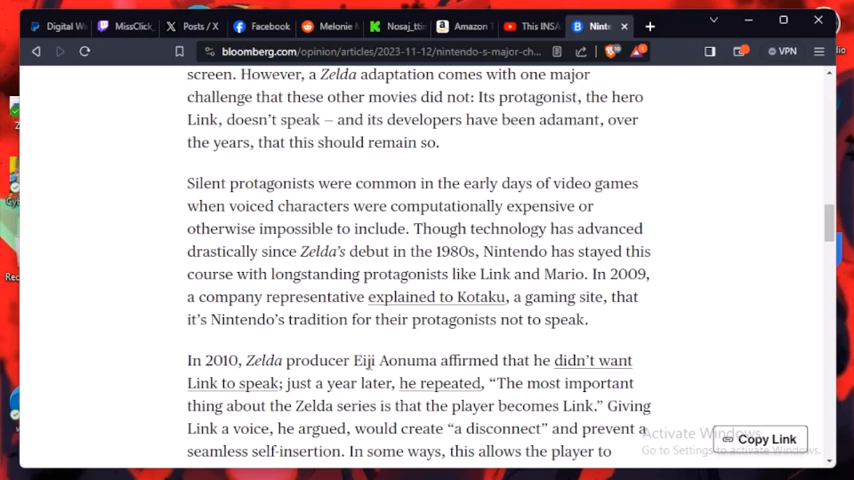 Digital W
MissClick
Posts / X
Facebook
Reddit Melonie M
Nosaj_ttin
Amazon T
This INSA
Ninte
bloomberg.com/opinion/articles/2023-11-12/nintendo-s-major-ch...
VPN
screen. However, a Zelda adaptation comes with one major
challenge that these other movies did not: Its protagonist, the hero
Link, doesn't speak — and its developers have been adamant, over
the years, that this should remain so.
Silent protagonists were common in the early days of video games
when voiced characters were computationally expensive or
otherwise impossible to include. Though technology has advanced
drastically since Zelda's debut in the 1980s, Nintendo has stayed this
course with longstanding protagonists like Link and Mario. In 2009,
a company representative explained to Kotaku, a gaming site, that
it's Nintendo's tradition for their protagonists not to speak.
In 2010, Zelda producer Eiji Aonuma affirmed that he didn't want
Link to speak; just a year later, he repeated, “The most important
thing about the Zelda series is that the player becomes Link.” Giving
Link a voice, he argued, would create “a disconnect” and prevent a
seamless self-insertion. In some ways, this allows the player to
Activate Windows
Go to Settings to activate Windows.
Copy Link